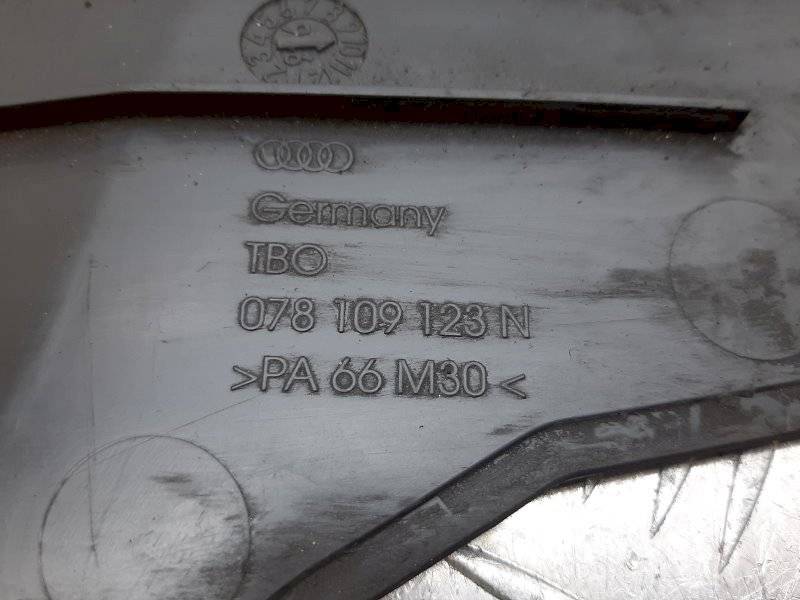 Germany
TBO
078 109 123 N
>PA 66 M30<